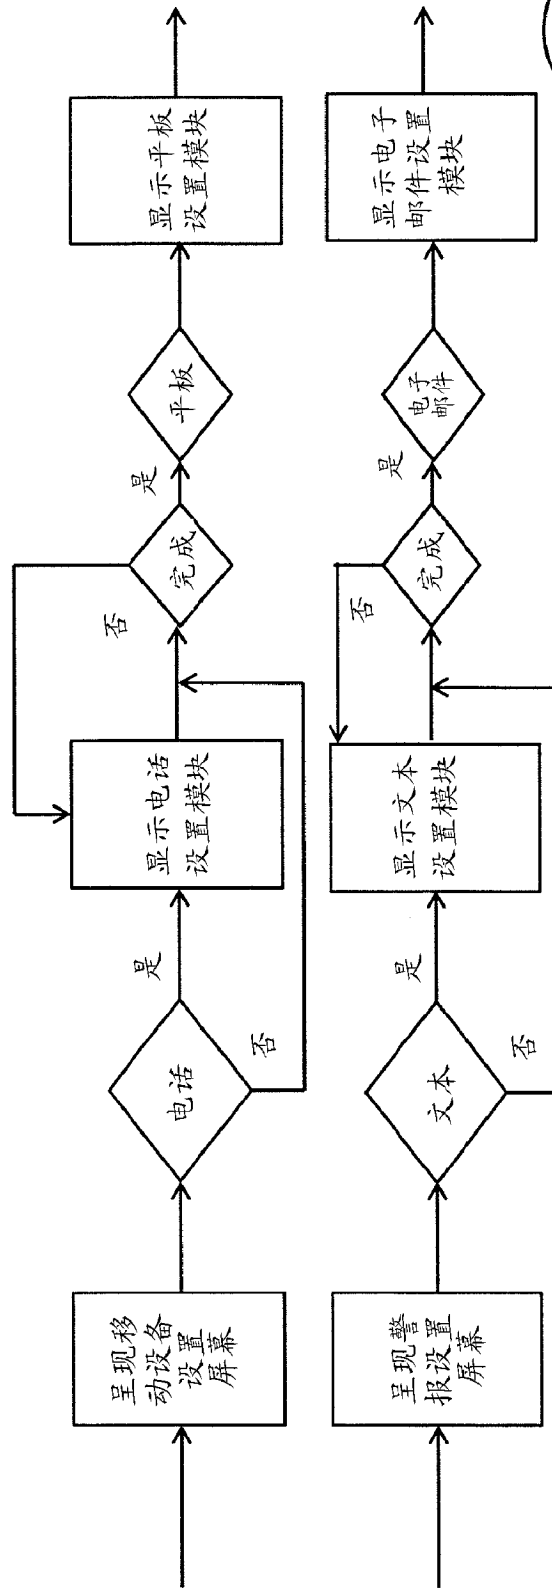 呈现移
动设备
设置
屏幕
电话
是
否
显示电话
设置模块
否
完成
是
平板
显示平板
设置模块
呈现警
报设置
屏幕
文本
是
否
显示文本
设置模块
否
完成
是
电子
邮件
显示电子
邮件设置
模块